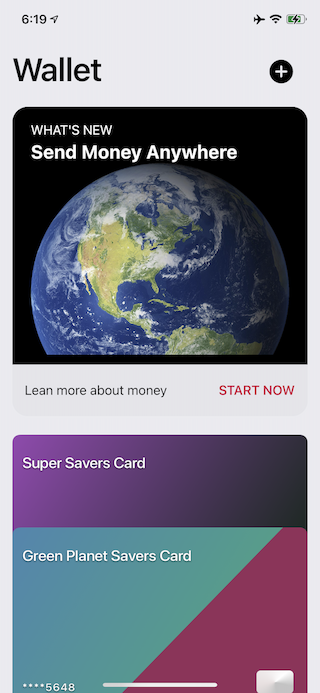 6:19
Wallet
WHAT'S NEW
Send Money Anywhere
Lean more about money
START NOW
Super Savers Card
Green Planet Savers Card
****5648